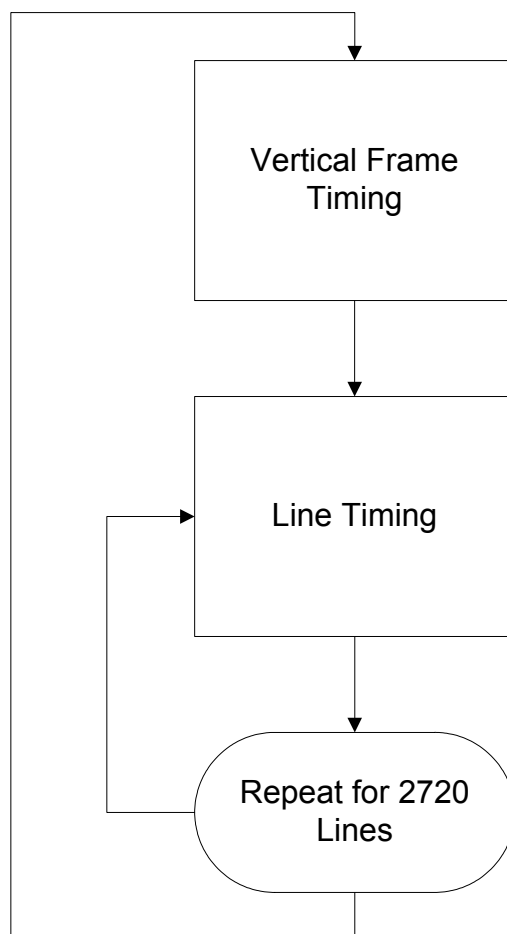 Vertical Frame
Timing
Line Timing
Repeat for 2720
Lines